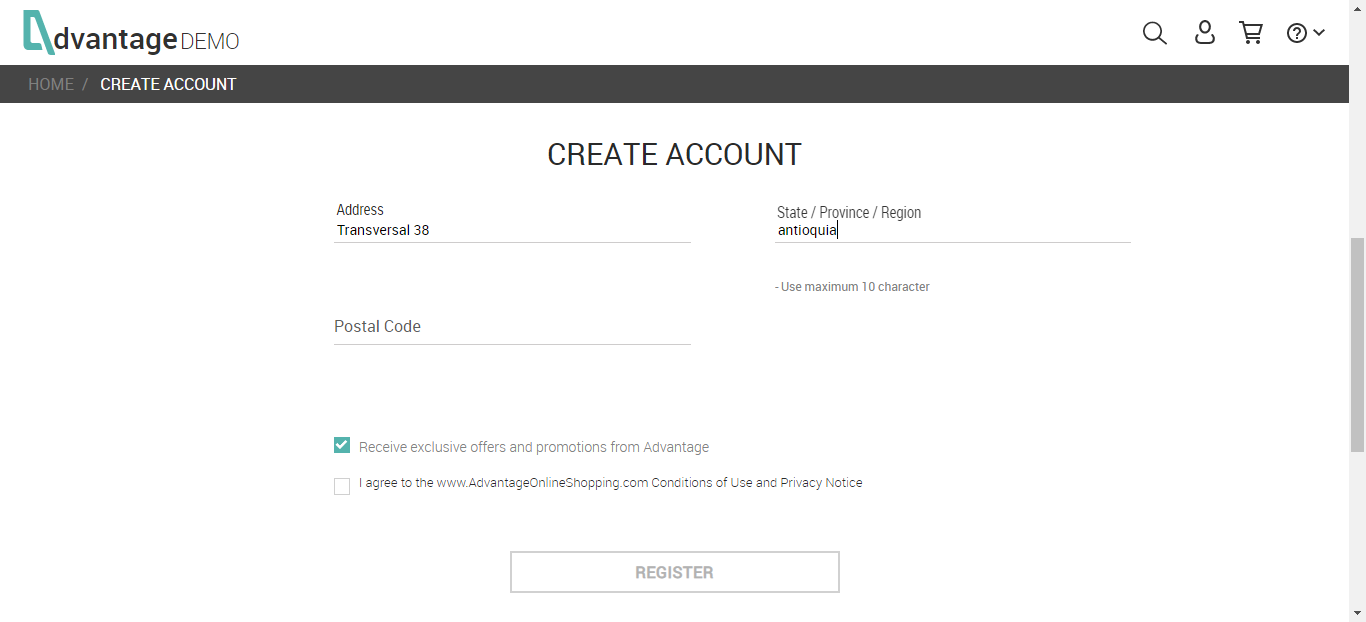 dvantage DEMO
HOME / CREATE ACCOUNT
CREATE ACCOUNT
Address
Transversal 38
State / Province / Region
antioquia
- Use maximum 10 character
Postal Code
Receive exclusive offers and promotions from Advantage
I agree to the www.AdvantageOnlineShopping.com Conditions of Use and Privacy Notice
REGISTER